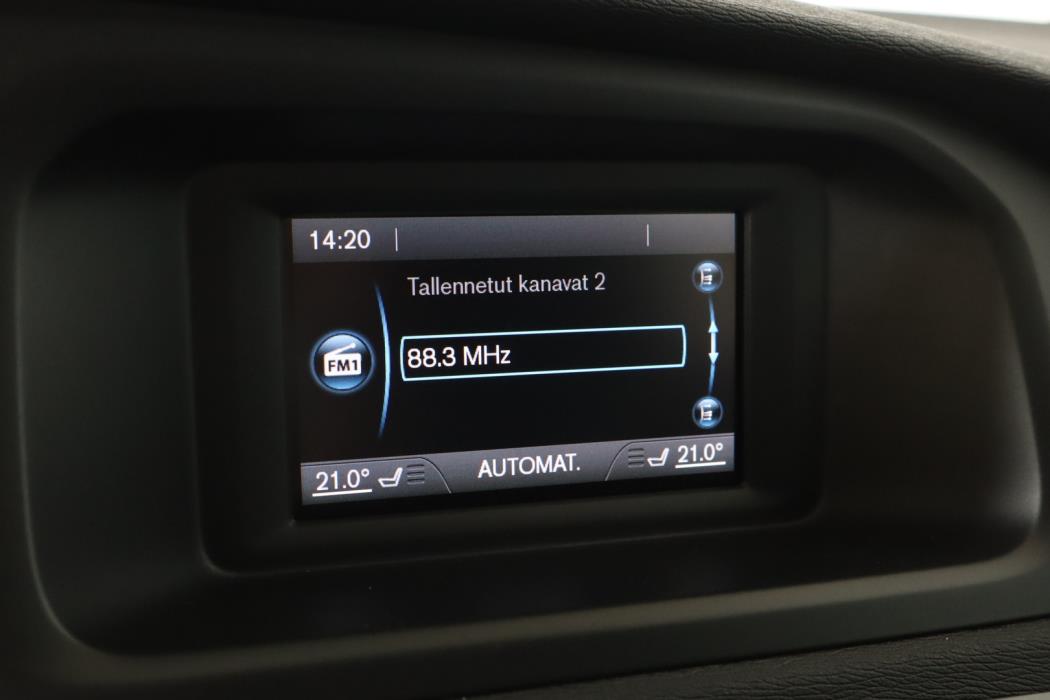 14:20
Tallennetut kanavat 2
FM1
88.3 MHz
21.0° AUTOMAT. 21.0°